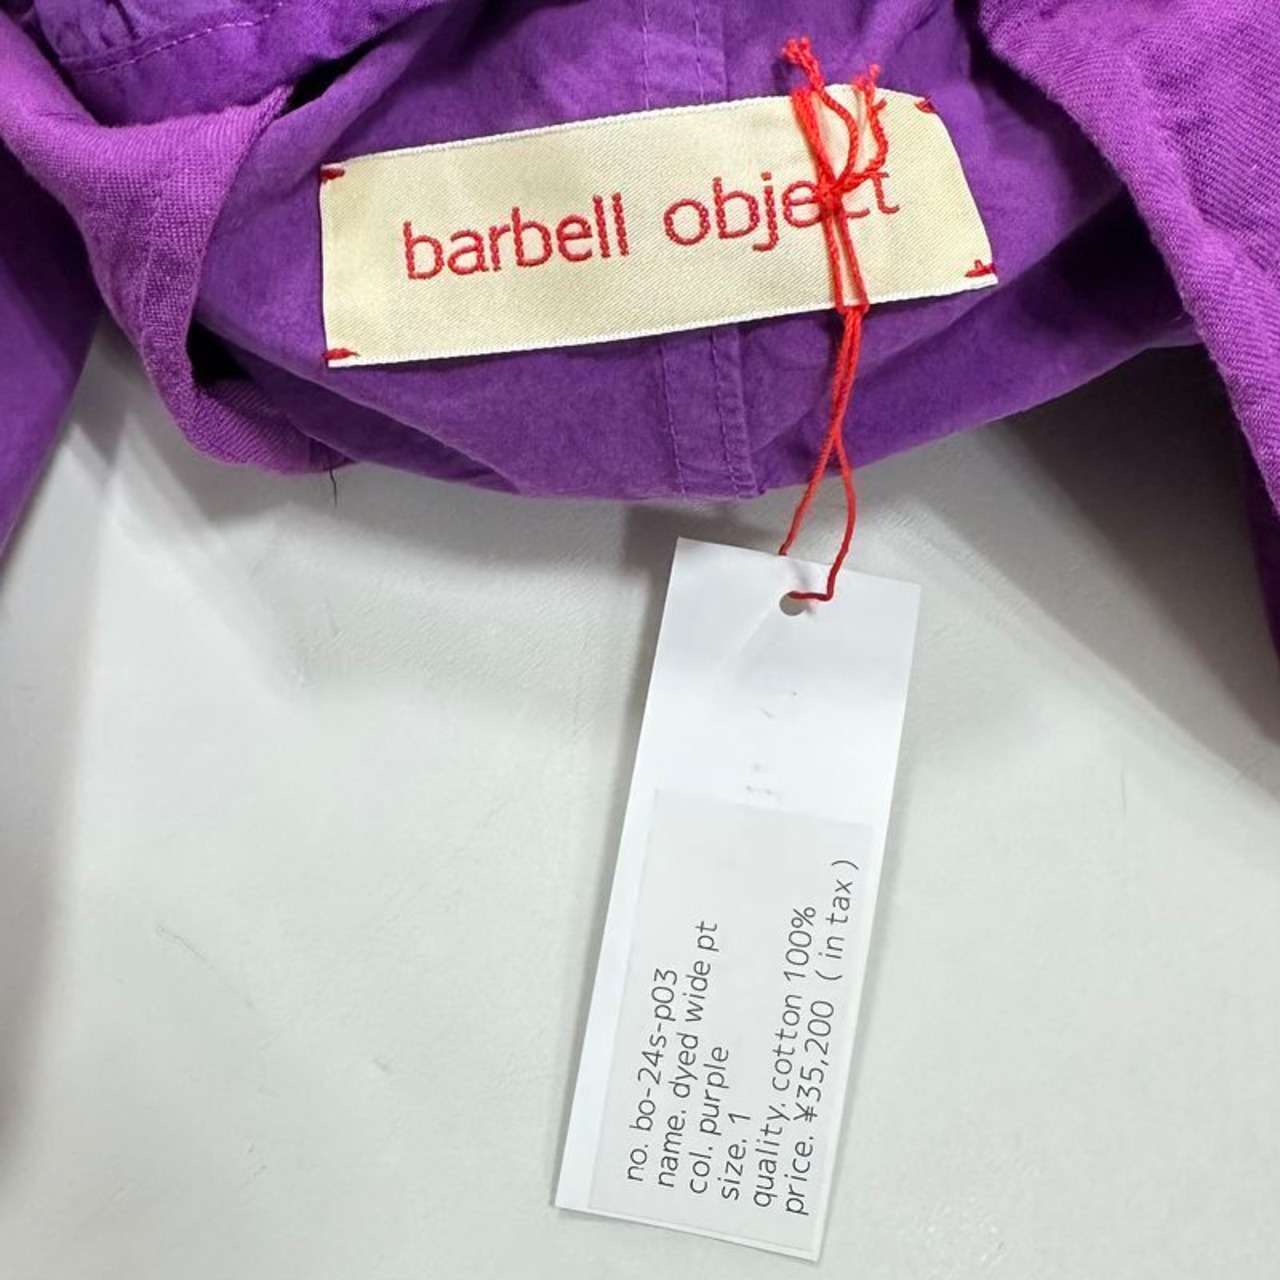 barbell object
no. bo-24s-p03
name. dyed wide pt
col. purple
size. 1
quality. cotton 100%
price. ¥35,200 ( in tax )